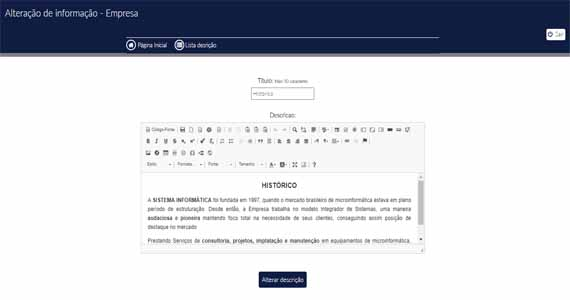 Alteração de informação - Empresa
Sair
Página Inicial
Lista desrição
Título: Máx 10 caracteres
Histórico
Descricao:
Código-Fonte
Estilo
Formata...
Fonte
Tamanho
HISTÓRICO
A SISTEMA INFORMÁTICA foi fundada em 1997, quando o mercado brasileiro de microinformática estava em plano
período de estruturação. Desde então, a Empresa trabalha no modelo Integrador de Sistemas, uma maneira
audaciosa e pioneira mantendo foco total na necessidade de seus clientes, conseguindo assim posição de
destaque no mercado
Prestando Serviços de consultoria, projetos, implatação e manutenção em equipamentos de microinformática,
Alterar descrição